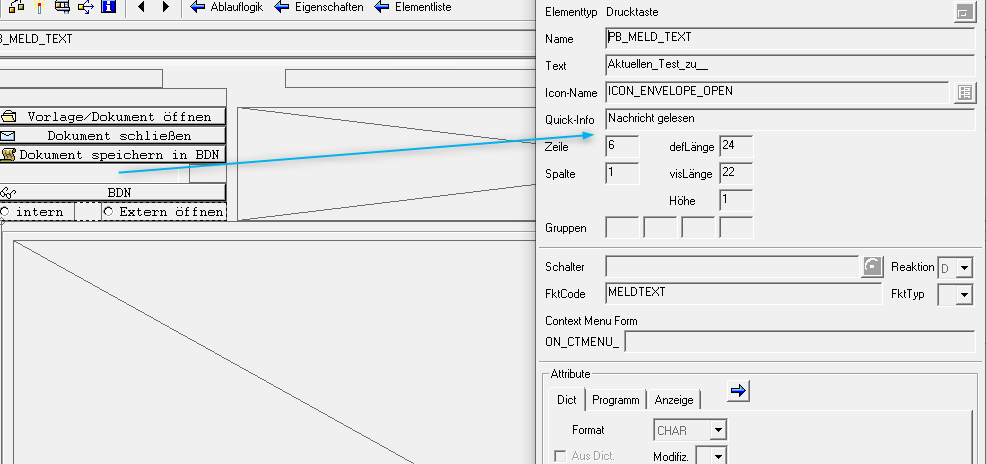 Ablauflogik Eigenschaften Elementliste
B_MELD_TEXT
Vorlage/Dokument öffnen
Dokument schließen
Dokument speichern in BDN
BDN
intern Extern öffnen
Elementtyp Drucktaste
Name PB_MELD_TEXT
Text Aktuellen_Test_zu__
Icon-Name ICON_ENVELOPE_OPEN
Quick-Info Nachricht gelesen
Zeile 6 defLänge 24
Spalte 1 visLänge 22
Höhe 1
Gruppen
Schalter Reaktion D
FktCode MELDTEXT FktTyp
Context Menu Form
ON_CTMENU_
Attribute
Dict Programm Anzeige
Format CHAR
Aus Dict. Modifiz.